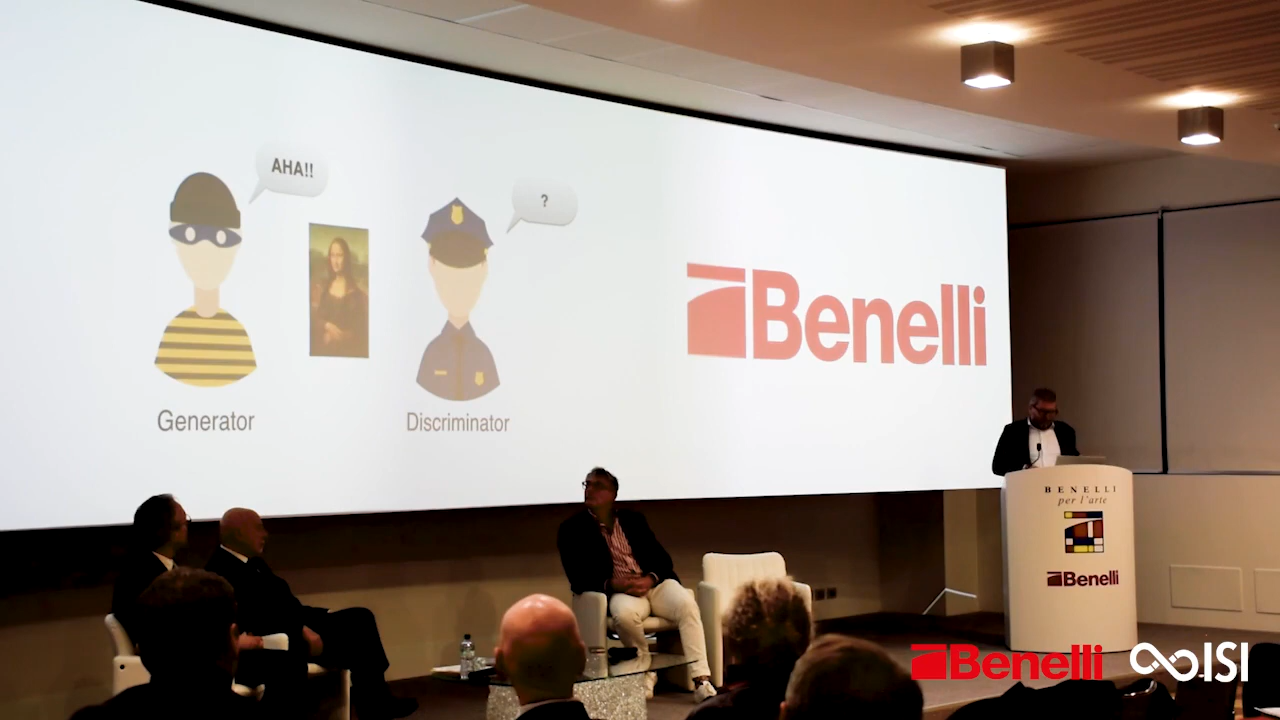 AHA!!
?
Generator
Discriminator
Benelli
BENELLI
per l'arte
Benelli
Benelli
ISI